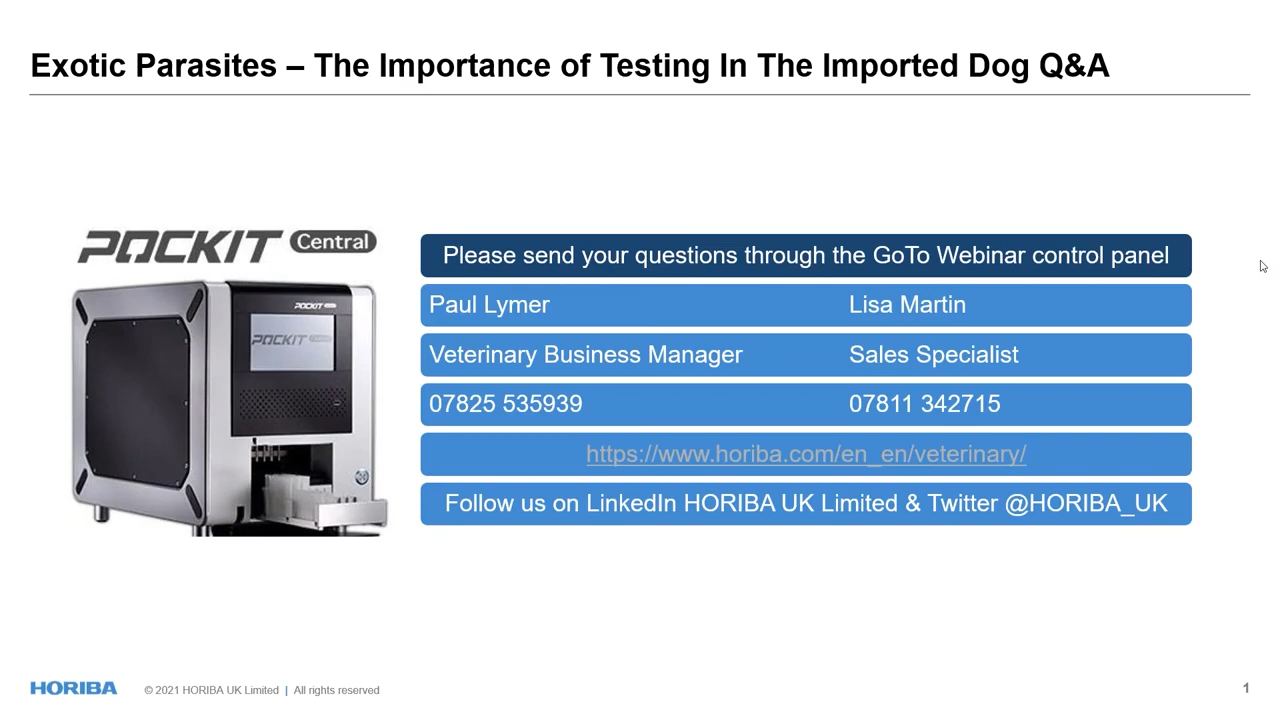 Exotic Parasites – The Importance of Testing In The Imported Dog Q&A
POCKIT Central
POCKIT
POCKIT
Please send your questions through the GoTo Webinar control panel
Paul Lymer Lisa Martin
Veterinary Business Manager Sales Specialist
07825 535939 07811 342715
https://www.horiba.com/en_en/veterinary/
Follow us on LinkedIn HORIBA UK Limited & Twitter @HORIBA_UK
HORIBA © 2021 HORIBA UK Limited | All rights reserved 1